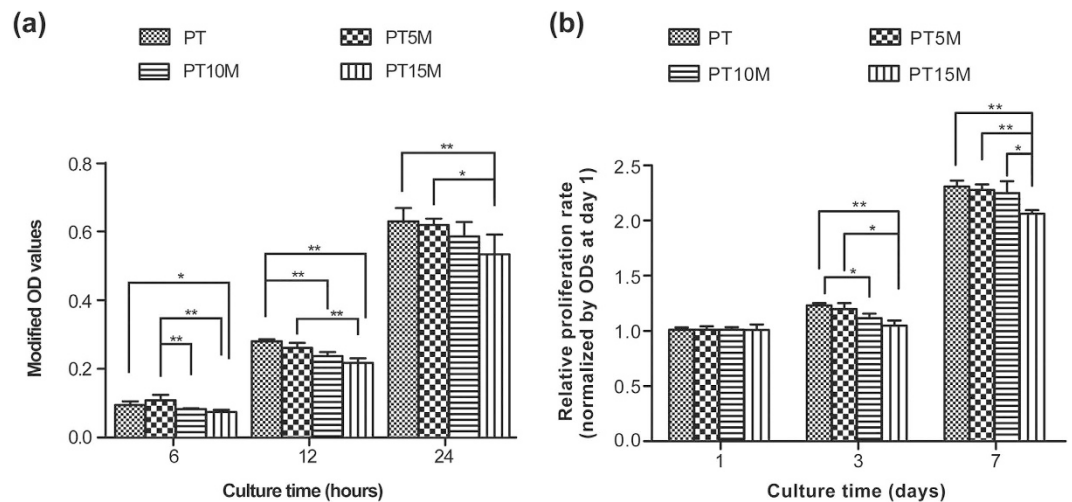 (a)
PT
PT5M
PT10M
PT15M
Modified OD values
0.8
0.6
0.4
0.2
0.0
*
**
**
**
**
**
**
*
6
12
24
Culture time (hours)
(b)
PT
PT5M
PT10M
PT15M
Relative proliferation rate
(normalized by ODs at day 1)
2.5
2.0
1.5
1.0
0.5
0.0
**
*
*
**
**
*
1
3
7
Culture time (days)